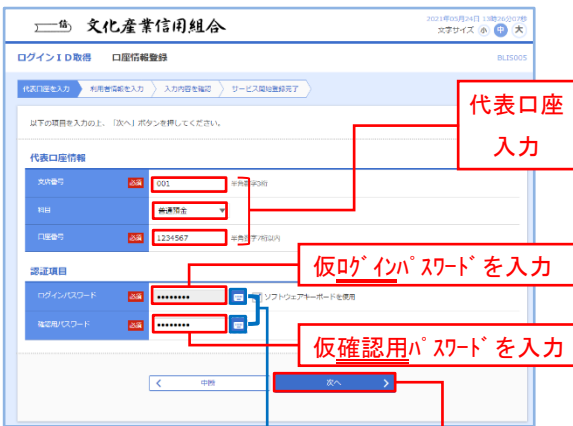 文化産業信用組合
2021年05月24日 13時26分07秒
文字サイズ 小 中 大
ログインID取得 口座情報登録
BLIS005
代表口座を入力 利用者情報を入力 入力内容を確認 サービス開始登録完了
以下の項目を入力の上、「次へ」ボタンを押してください。
代表口座
入力
代表口座情報
支店番号 必須 001 半角数字3桁
科目 普通預金
口座番号 必須 1234567 半角数字7桁以内
認証項目
仮ﾛｸﾞｲﾝﾊﾟｽﾜｰﾄﾞを入力
ログインパスワード 必須 •••••••• ソフトウェアキーボードを使用
確認用パスワード 必須 ••••••••
仮確認用ﾊﾟｽﾜｰﾄﾞを入力
中断 次へ